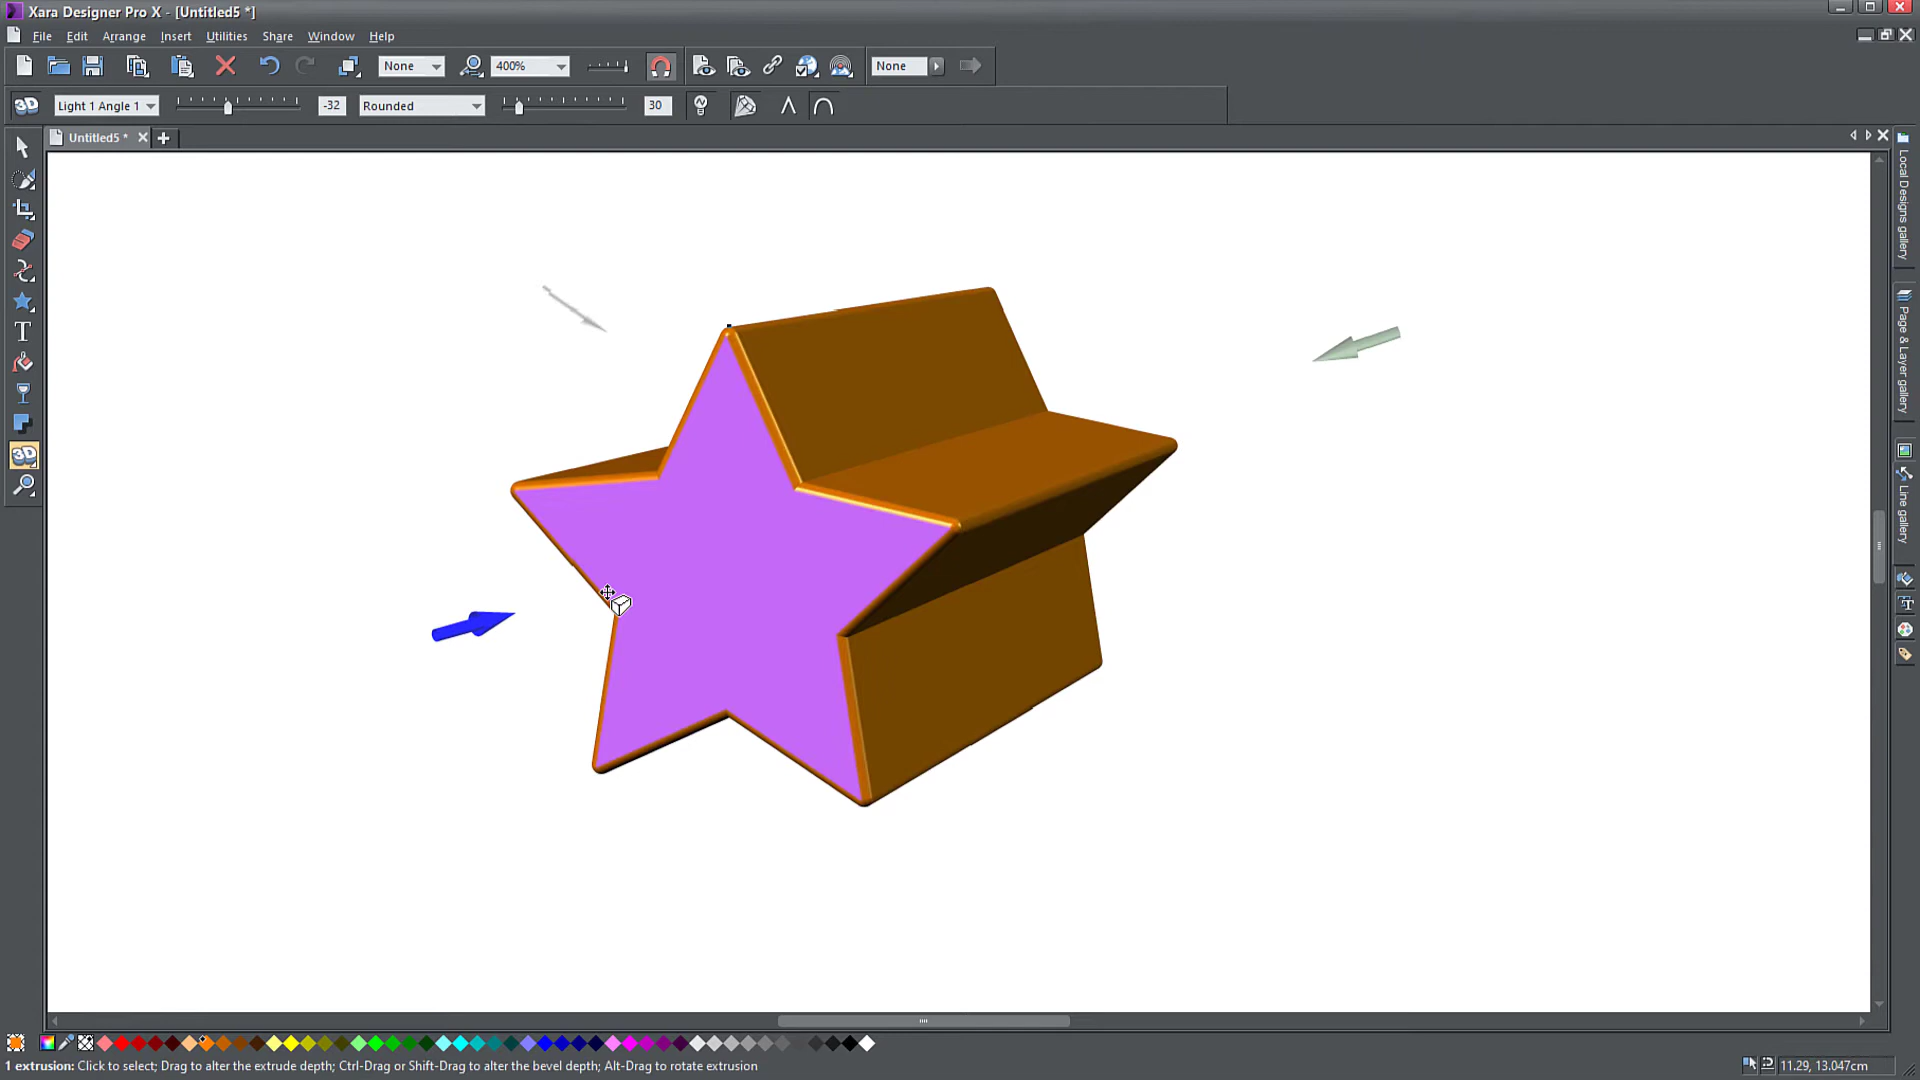 Xara Designer Pro X - [Untitled5 *]
File Edit Arrange Insert Utilities Share Window Help
None 400% None
3D Light 1 Angle 1 -32 Rounded 30
Untitled5 *
T
3D
Local Designs gallery
Page & Layer gallery
Line gallery
1 extrusion: Click to select; Drag to alter the extrude depth; Ctrl-Drag or Shift-Drag to alter the bevel depth; Alt-Drag to rotate extrusion
11.29, 13.047cm